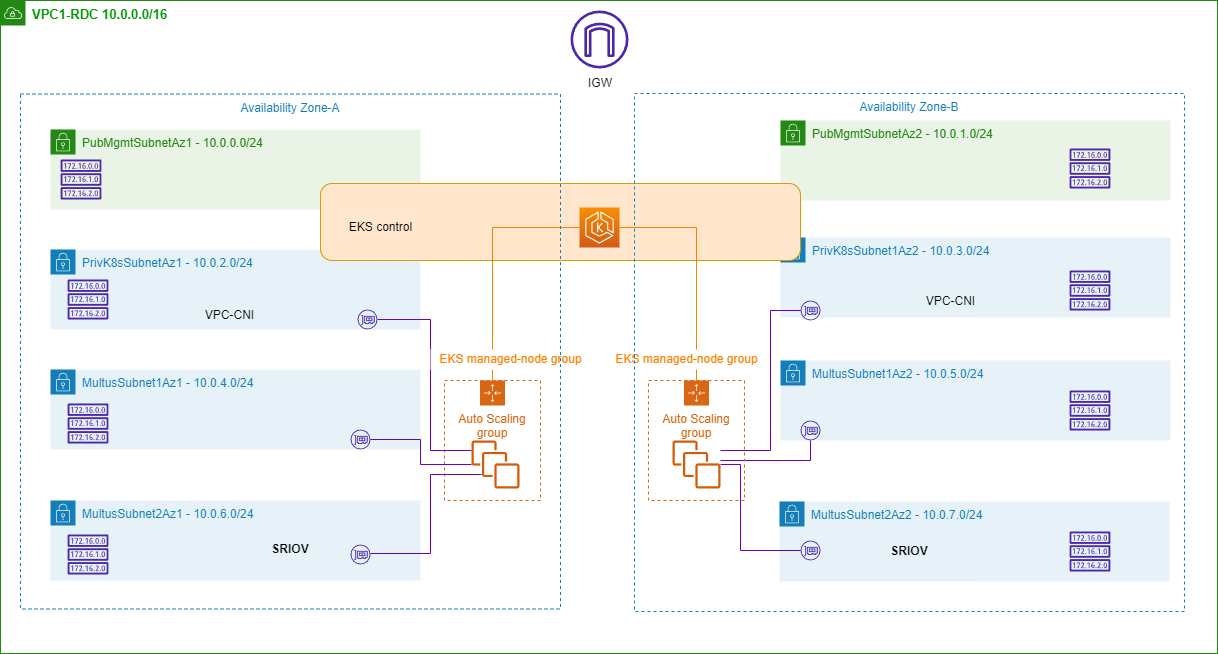 VPC1-RDC 10.0.0.0/16
IGW
Availability Zone-A
PubMgmtSubnetAz1 - 10.0.0.0/24
172.16.0.0
172.16.1.0
172.16.2.0
EKS control
PrivK8sSubnetAz1 - 10.0.2.0/24
172.16.0.0
172.16.1.0
172.16.2.0
VPC-CNI
EKS managed-node group
MultusSubnet1Az1 - 10.0.4.0/24
172.16.0.0
172.16.1.0
172.16.2.0
Auto Scaling
group
MultusSubnet2Az1 - 10.0.6.0/24
172.16.0.0
172.16.1.0
172.16.2.0
SRIOV
Availability Zone-B
PubMgmtSubnetAz2 - 10.0.1.0/24
172.16.0.0
172.16.1.0
172.16.2.0
K
PrivK8sSubnet1Az2 - 10.0.3.0/24
172.16.0.0
172.16.1.0
172.16.2.0
VPC-CNI
EKS managed-node group
MultusSubnet1Az2 - 10.0.5.0/24
172.16.0.0
172.16.1.0
172.16.2.0
Auto Scaling
group
MultusSubnet2Az2 - 10.0.7.0/24
172.16.0.0
172.16.1.0
172.16.2.0
SRIOV